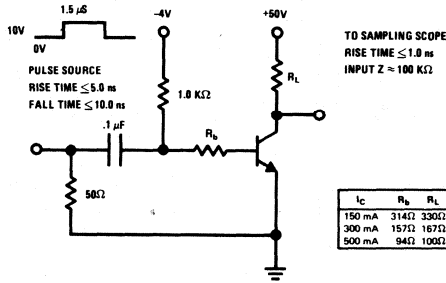 1.5 μS
10V
0V
-4V
+50V
TO SAMPLING SCOPE
RISE TIME ≤1.0 ns
INPUT Z ≈ 100 KΩ
PULSE SOURCE
RISE TIME ≤5.0 ns
FALL TIME ≤10.0 ns
1.0 KΩ
RL
.1 μF
Rb
50Ω
IC Rb RL
150 mA 314Ω 330Ω
300 mA 157Ω 167Ω
500 mA 94Ω 100Ω